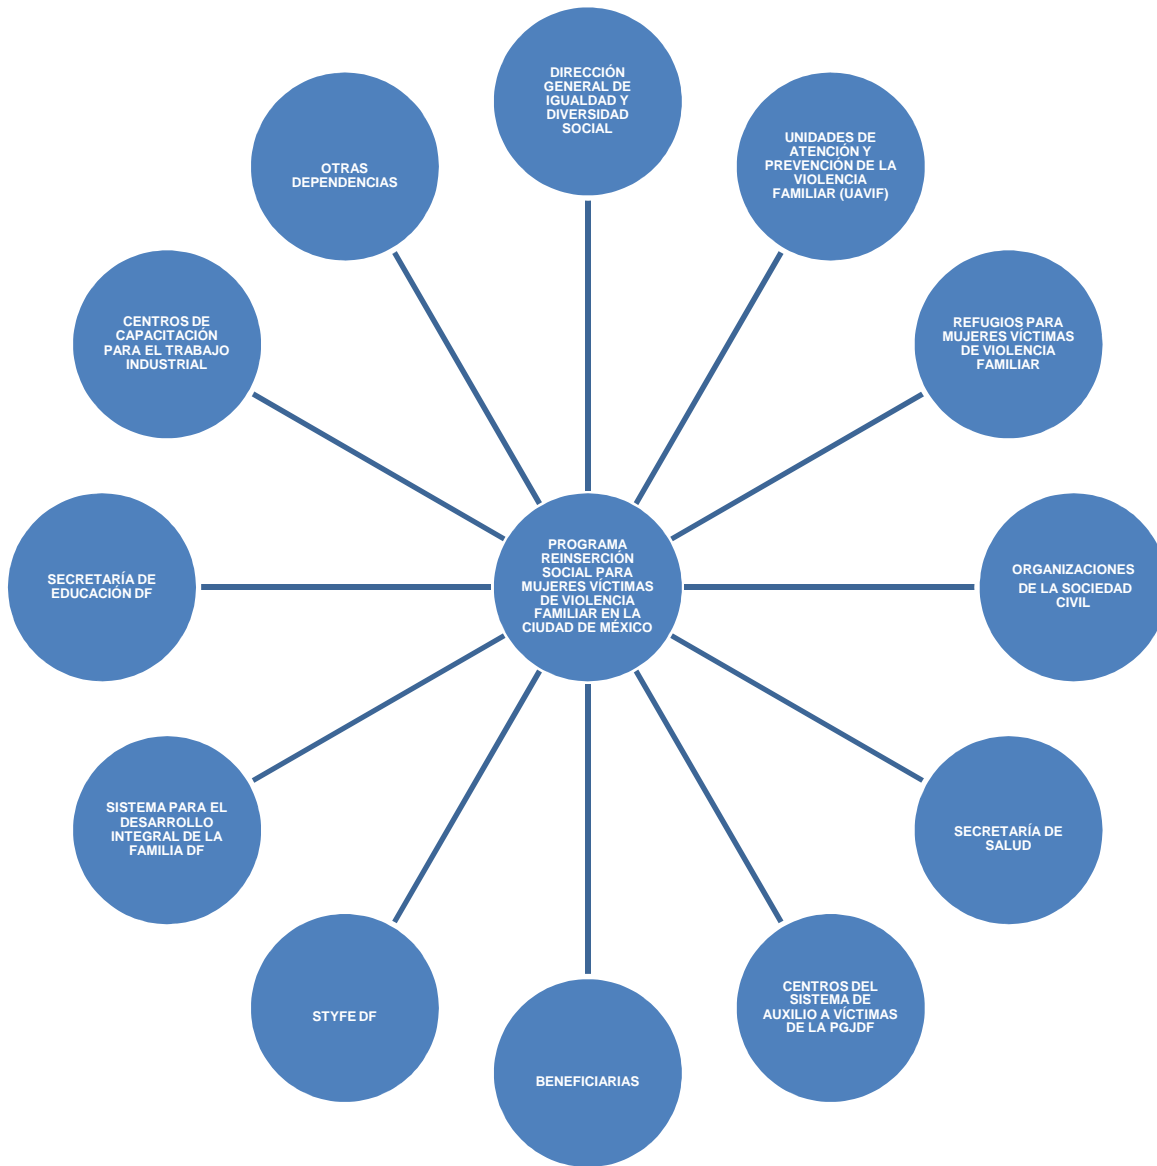 DIRECCIÓN
GENERAL DE
IGUALDAD Y
DIVERSIDAD
SOCIAL
UNIDADES DE
ATENCIÓN Y
PREVENCIÓN DE LA
VIOLENCIA
FAMILIAR (UAVIF)
REFUGIOS PARA
MUJERES VÍCTIMAS
DE VIOLENCIA
FAMILIAR
ORGANIZACIONES
DE LA SOCIEDAD
CIVIL
SECRETARÍA DE
SALUD
CENTROS DEL
SISTEMA DE
AUXILIO A VÍCTIMAS
DE LA PGJDF
BENEFICIARIAS
STYFE DF
SISTEMA PARA EL
DESARROLLO
INTEGRAL DE LA
FAMILIA DF
SECRETARÍA DE
EDUCACIÓN DF
CENTROS DE
CAPACITACIÓN
PARA EL TRABAJO
INDUSTRIAL
OTRAS
DEPENDENCIAS
PROGRAMA
REINSERCIÓN
SOCIAL PARA
MUJERES VÍCTIMAS
DE VIOLENCIA
FAMILIAR EN LA
CIUDAD DE MÉXICO